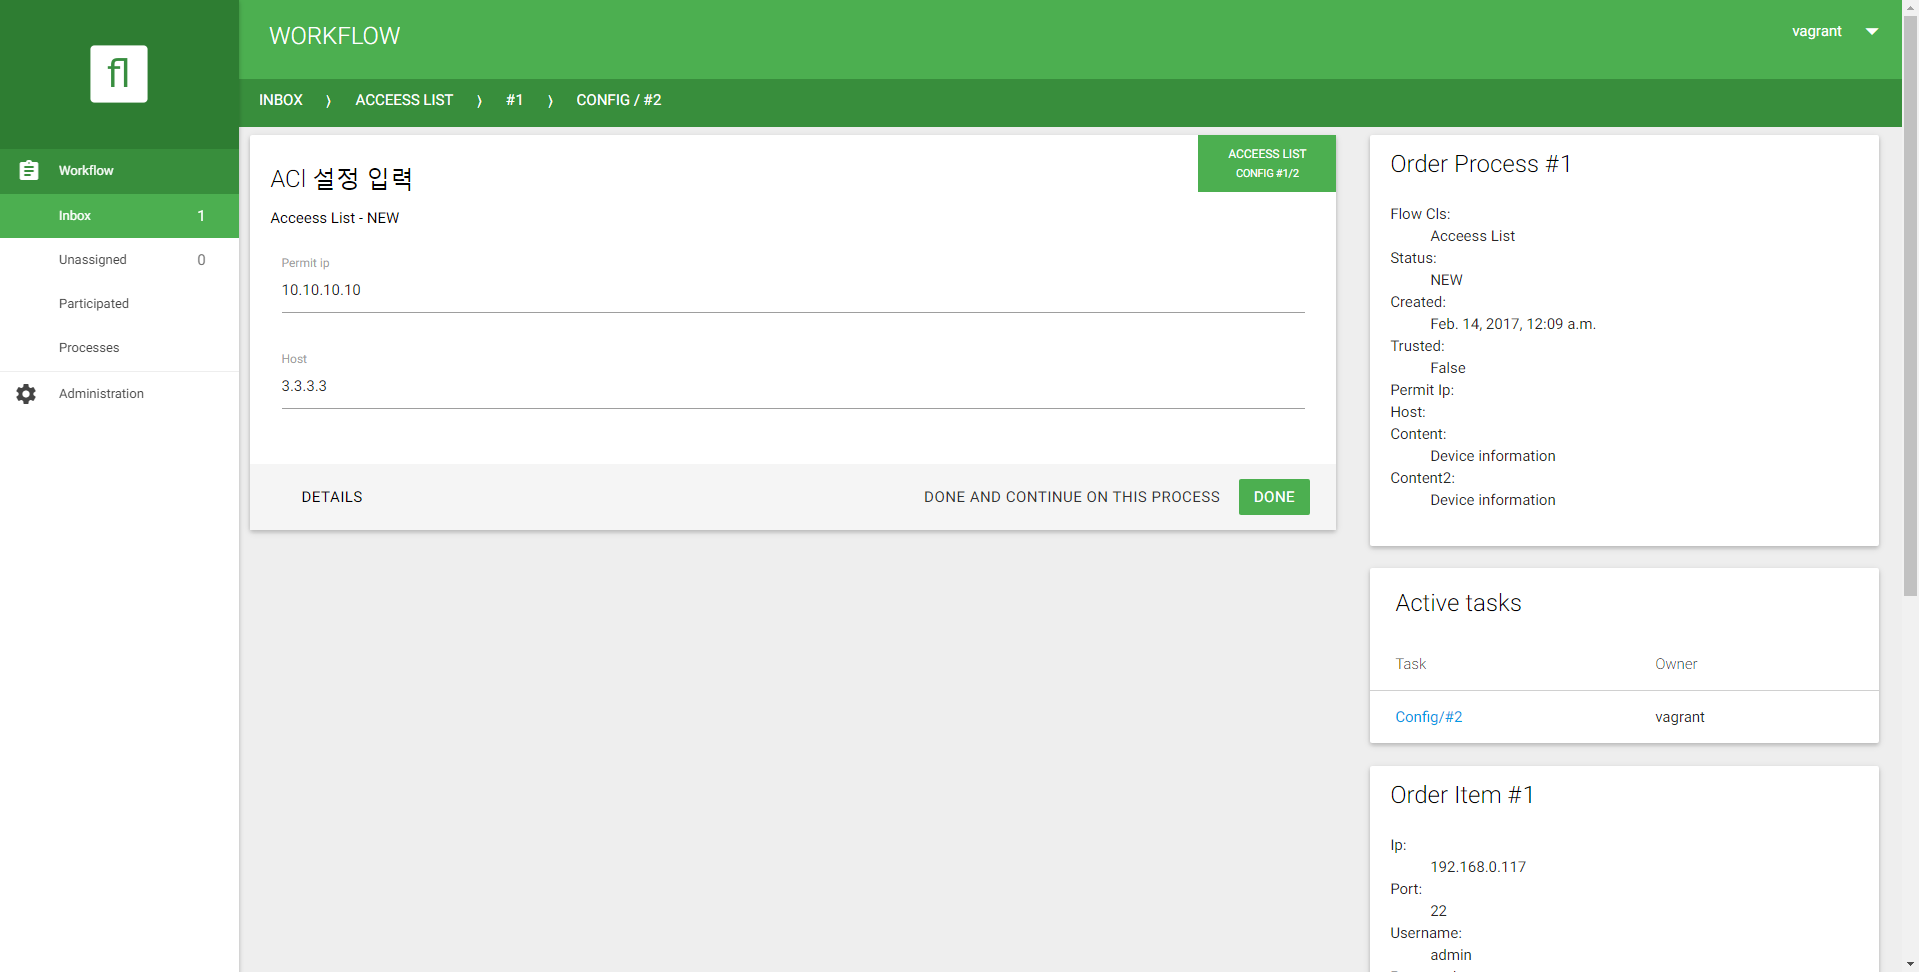 fl
WORKFLOW
vagrant
INBOX
ACCEESS LIST
#1
CONFIG / #2
Workflow
Inbox 1
Unassigned 0
Participated
Processes
Administration
ACl 설정 입력
ACCEESS LIST
CONFIG #1/2
Acceess List - NEW
Permit ip
10.10.10.10
Host
3.3.3.3
DETAILS
DONE AND CONTINUE ON THIS PROCESS
DONE
Order Process #1
Flow Cls:
Acceess List
Status:
NEW
Created:
Feb. 14, 2017, 12:09 a.m.
Trusted:
False
Permit Ip:
Host:
Content:
Device information
Content2:
Device information
Active tasks
Task Owner
Config/#2 vagrant
Order Item #1
Ip:
192.168.0.117
Port:
22
Username:
admin